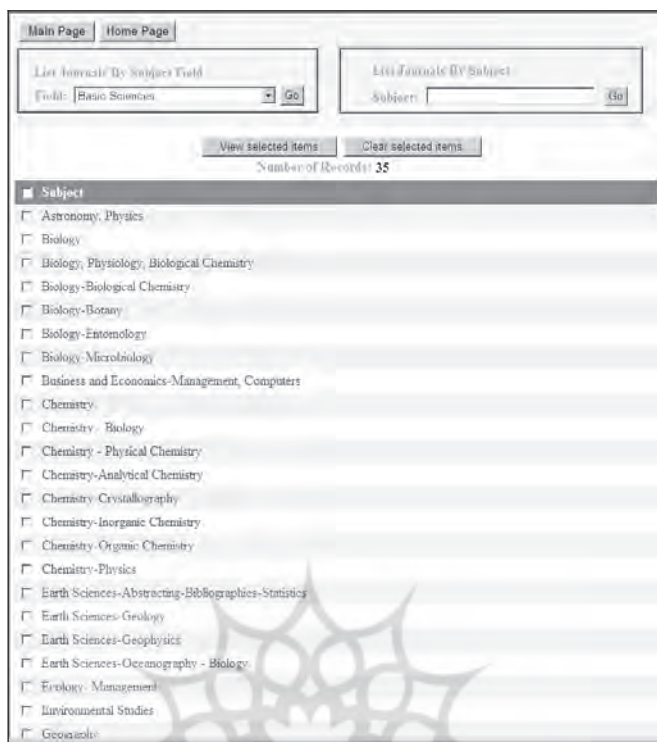 Main Page Home Page
List Journals By Subject Field
Field: Basic Sciences Go
List Journals By Subject
Subject: Go
View selected items Clear selected items
Number of Records: 35
Subject
Astronomy, Physics
Biology
Biology, Physiology, Biological Chemistry
Biology-Biological Chemistry
Biology-Botany
Biology-Entomology
Biology-Microbiology
Business and Economics-Management, Computers
Chemistry
Chemistry - Biology
Chemistry - Physical Chemistry
Chemistry-Analytical Chemistry
Chemistry-Crystallography
Chemistry-Inorganic Chemistry
Chemistry-Organic Chemistry
Chemistry-Physics
Earth Sciences-Abstracting-Bibliographies-Statistics
Earth Sciences-Geology
Earth Sciences-Geophysics
Earth Sciences-Oceanography - Biology
Ecology- Management
Environmental Studies
Geography